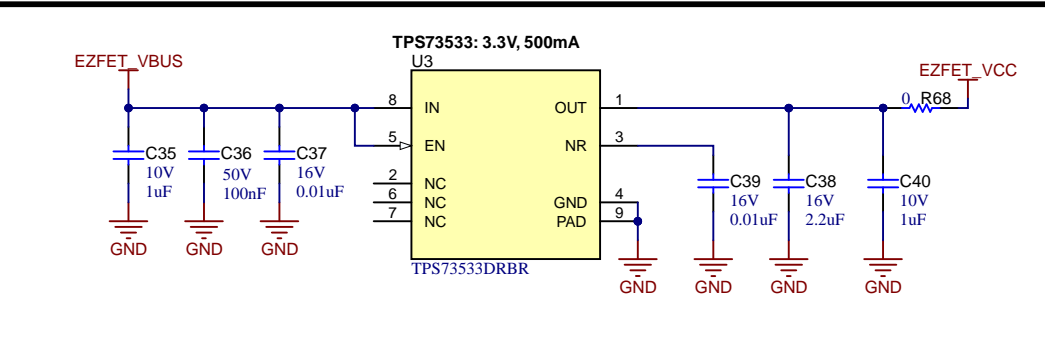 TPS73533: 3.3V, 500mA
U3
EZFET_VBUS
EZFET_VCC
8 IN
OUT 1
0 R68
5 EN
NR 3
C35
10V
1uF
C36
50V
100nF
C37
16V
0.01uF
2 NC
6 NC
7 NC
GND 4
PAD 9
C39
16V
0.01uF
C38
16V
2.2uF
C40
10V
1uF
GND
GND
GND
TPS73533DRBR
GND
GND
GND
GND